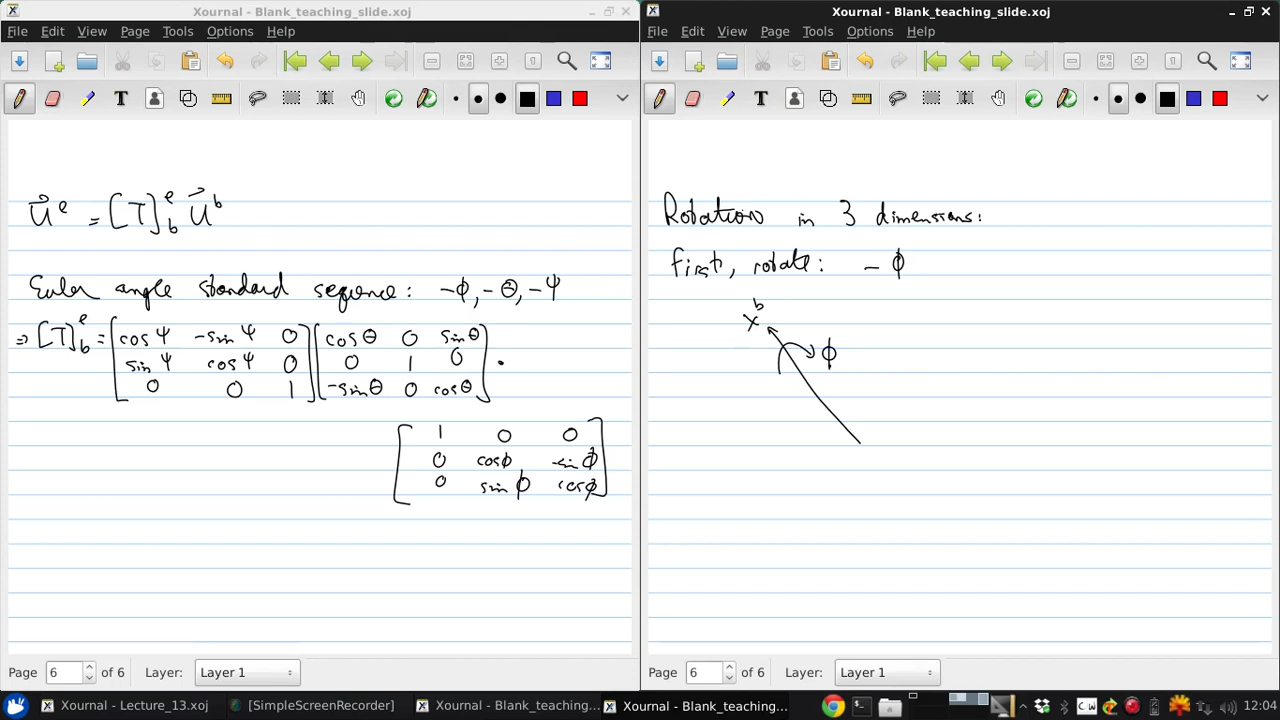 Xournal - Blank_teaching_slide.xoj
File Edit View Page Tools Options Help
U⃗ᵉ = [T]ᵉ_b U⃗ᵇ
Euler angle standard sequence: -ϕ, -θ, -Ψ
⇒ [T]ᵉ_b = [cos Ψ -sin Ψ 0] [cos θ 0 sin θ] ·
[sin Ψ cos Ψ 0] [0 1 0]
[0 0 1] [-sin θ 0 cos θ]
[1 0 0]
[0 cos ϕ -sin ϕ]
[0 sin ϕ cos ϕ]
Page 6 of 6 Layer: Layer 1
Xournal - Blank_teaching_slide.xoj
File Edit View Page Tools Options Help
Rotation in 3 dimensions:
first, rotate: - ϕ
xᵇ
ϕ
Page 6 of 6 Layer: Layer 1
Xournal - Lecture_13.xoj [SimpleScreenRecorder] Xournal - Blank_teaching... Xournal - Blank_teaching... 12:04